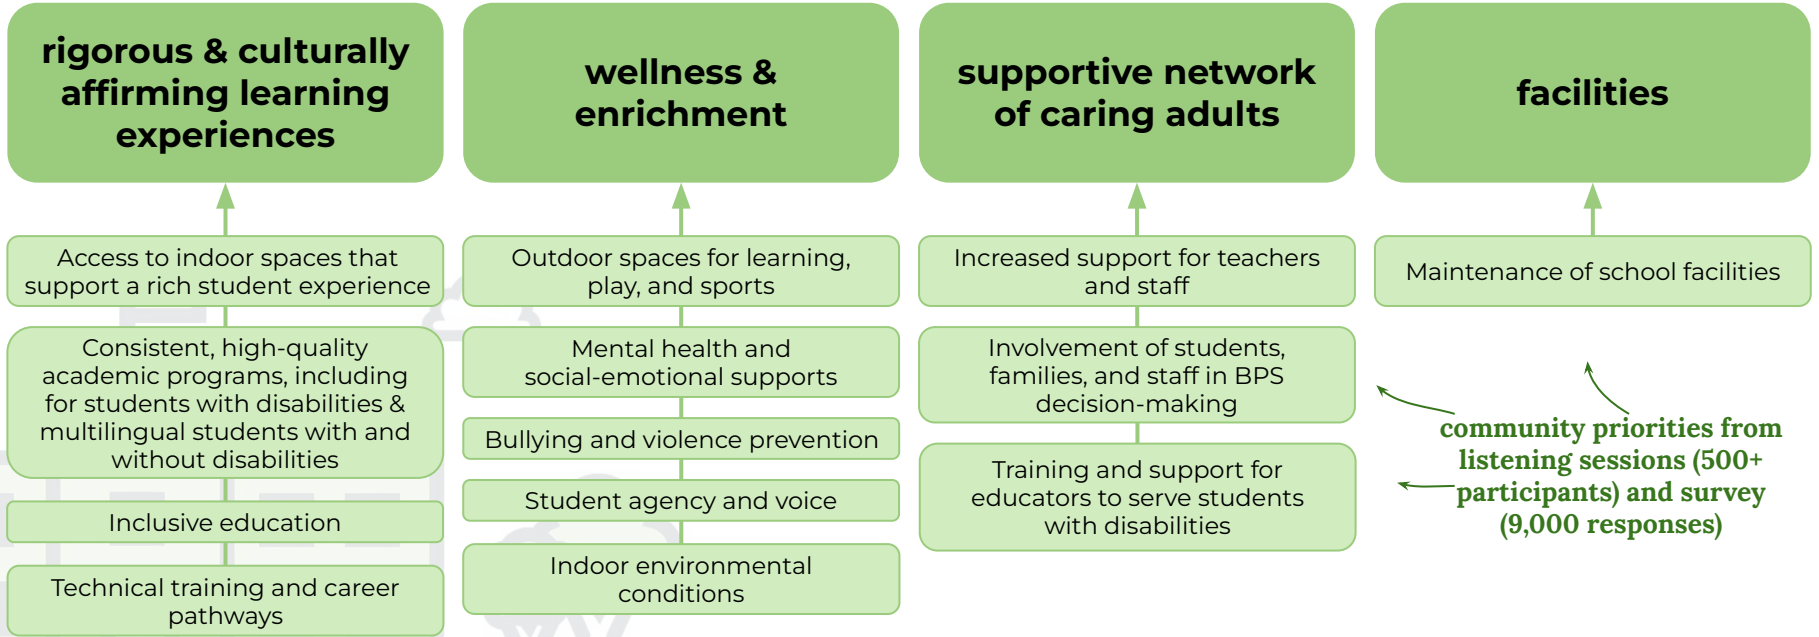 rigorous & culturally
affirming learning
experiences
Access to indoor spaces that
support a rich student experience
Consistent, high-quality
academic programs, including
for students with disabilities &
multilingual students with and
without disabilities
Inclusive education
Technical training and career
pathways
wellness &
enrichment
Outdoor spaces for learning,
play, and sports
Mental health and
social-emotional supports
Bullying and violence prevention
Student agency and voice
Indoor environmental
conditions
supportive network
of caring adults
Increased support for teachers
and staff
Involvement of students,
families, and staff in BPS
decision-making
Training and support for
educators to serve students
with disabilities
facilities
Maintenance of school facilities
community priorities from
listening sessions (500+
participants) and survey
(9,000 responses)